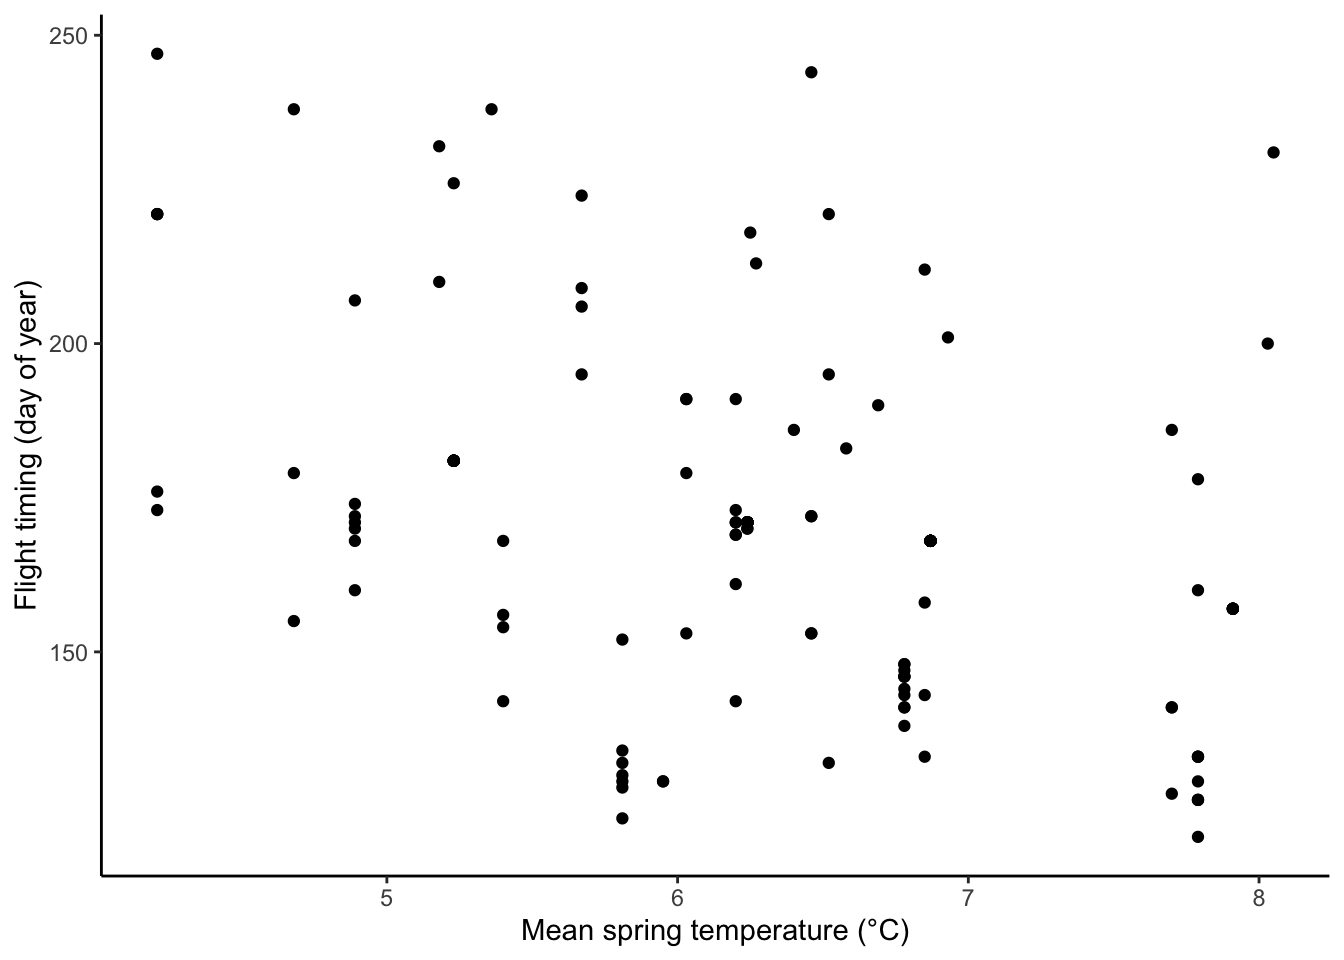 250
200
150
Flight timing (day of year)
5 6 7 8
Mean spring temperature (°C)